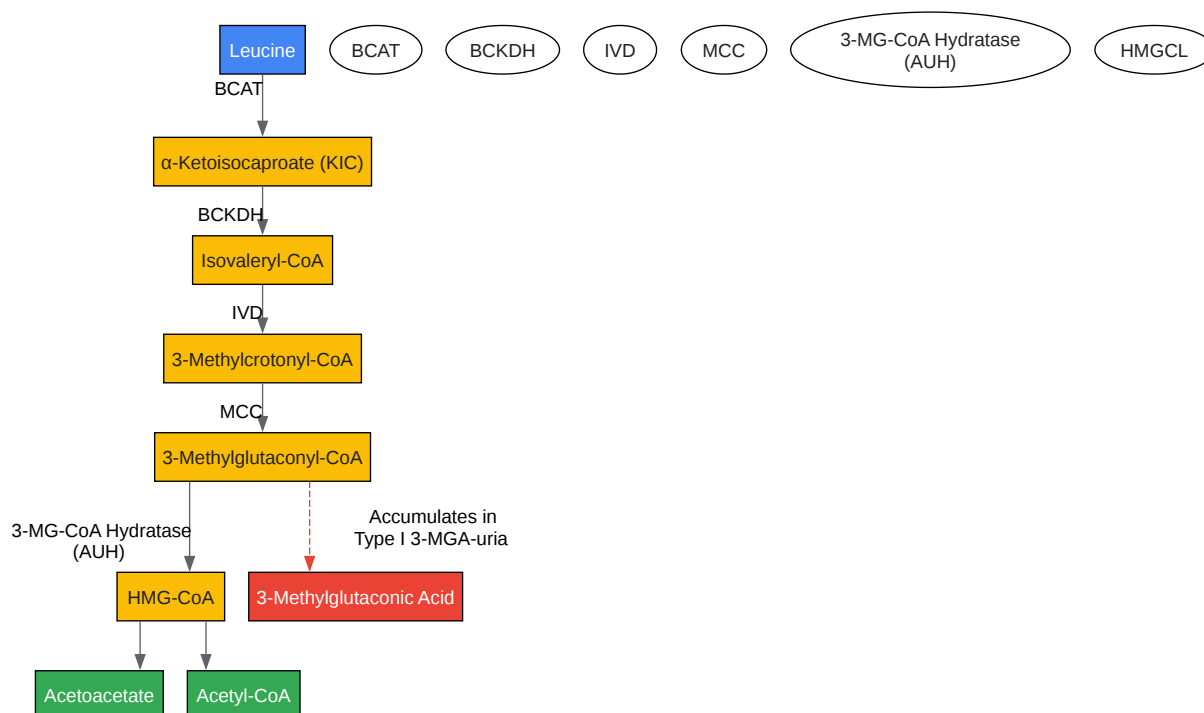 Leucine
BCAT
BCKDH
IVD
MCC
3-MG-CoA Hydratase
(AUH)
HMGCL
BCAT
α-Ketoisocaproate (KIC)
BCKDH
Isovaleryl-CoA
IVD
3-Methylcrotonyl-CoA
MCC
3-Methylglutaconyl-CoA
3-MG-CoA Hydratase
(AUH)
Accumulates in
Type I 3-MGA-uria
HMG-CoA
3-Methylglutaconic Acid
Acetoacetate
Acetyl-CoA